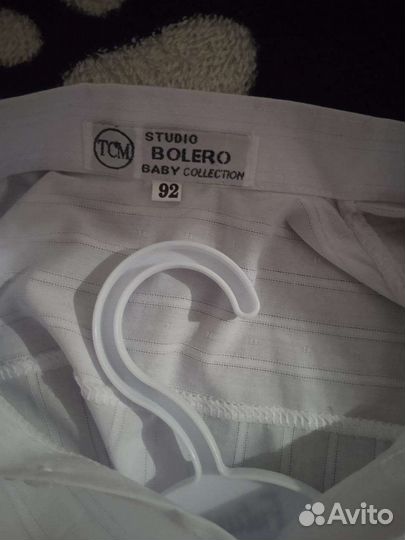 TCM
STUDIO
BOLERO
BABY COLLECTION
92
Avito